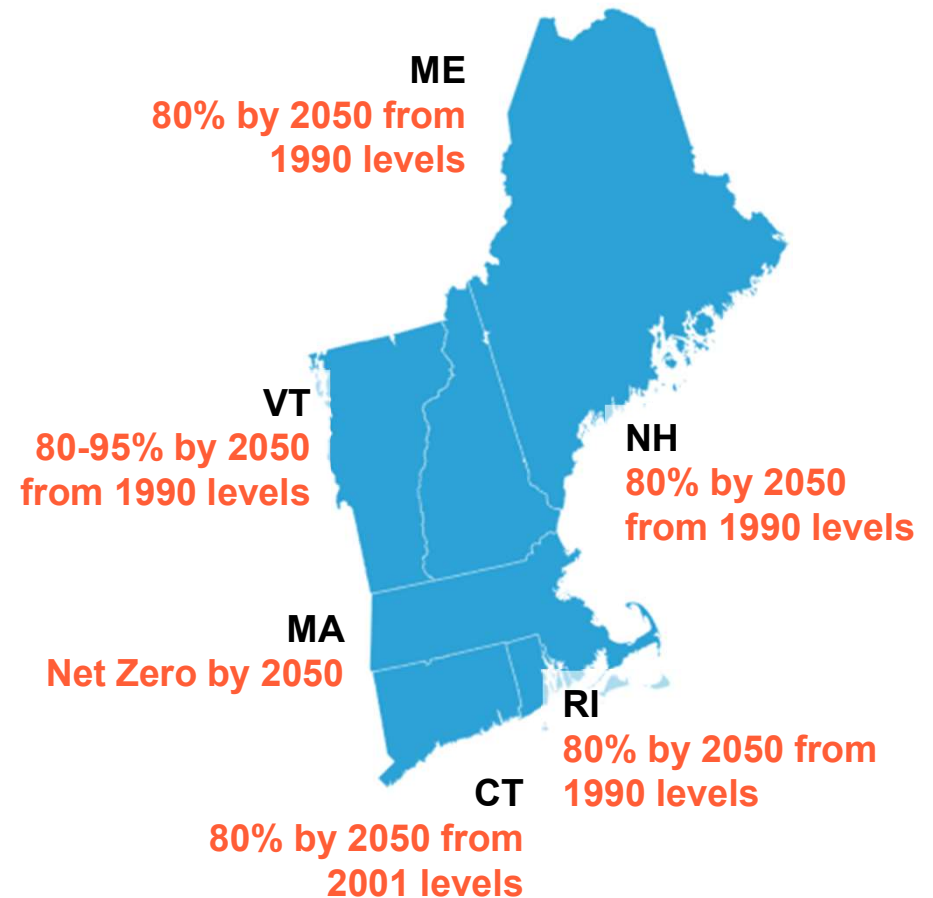 ME
80% by 2050 from
1990 levels
VT
80-95% by 2050
from 1990 levels
NH
80% by 2050
from 1990 levels
MA
Net Zero by 2050
RI
80% by 2050 from
1990 levels
CT
80% by 2050 from
2001 levels